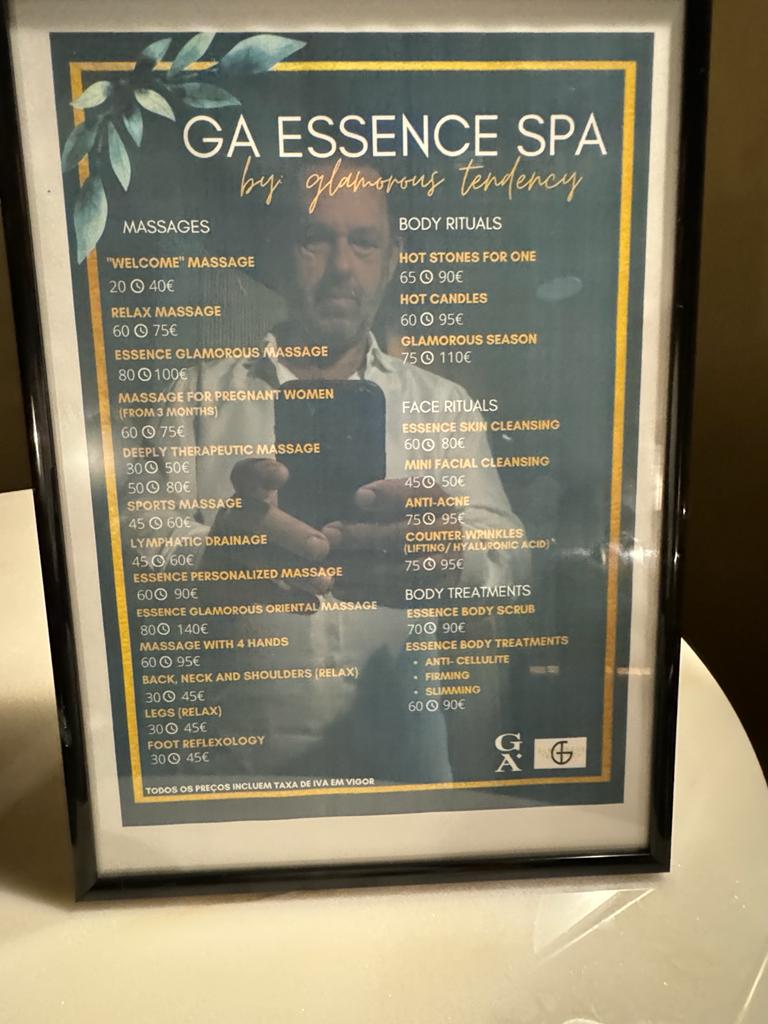 GA ESSENCE SPA
by glamorous tendency
MASSAGES
"WELCOME" MASSAGE
20 40€
RELAX MASSAGE
60 75€
ESSENCE GLAMOROUS MASSAGE
80 100€
MASSAGE FOR PREGNANT WOMEN
(FROM 3 MONTHS)
60 75€
DEEPLY THERAPEUTIC MASSAGE
30 50€
50 80€
SPORTS MASSAGE
45 60€
LYMPHATIC DRAINAGE
45 60€
ESSENCE PERSONALIZED MASSAGE
60 90€
ESSENCE GLAMOROUS ORIENTAL MASSAGE
80 140€
MASSAGE WITH 4 HANDS
60 95€
BACK, NECK AND SHOULDERS (RELAX)
30 45€
LEGS (RELAX)
30 45€
FOOT REFLEXOLOGY
30 45€
BODY RITUALS
HOT STONES FOR ONE
65 90€
HOT CANDLES
60 95€
GLAMOROUS SEASON
75 110€
FACE RITUALS
ESSENCE SKIN CLEANSING
60 80€
MINI FACIAL CLEANSING
45 50€
ANTI-ACNE
75 95€
COUNTER-WRINKLES
(LIFTING/ HYALURONIC ACID)
75 95€
BODY TREATMENTS
ESSENCE BODY SCRUB
70 90€
ESSENCE BODY TREATMENTS
• ANTI- CELLULITE
• FIRMING
• SLIMMING
60 90€
GA
TODOS OS PREÇOS INCLUEM TAXA DE IVA EM VIGOR